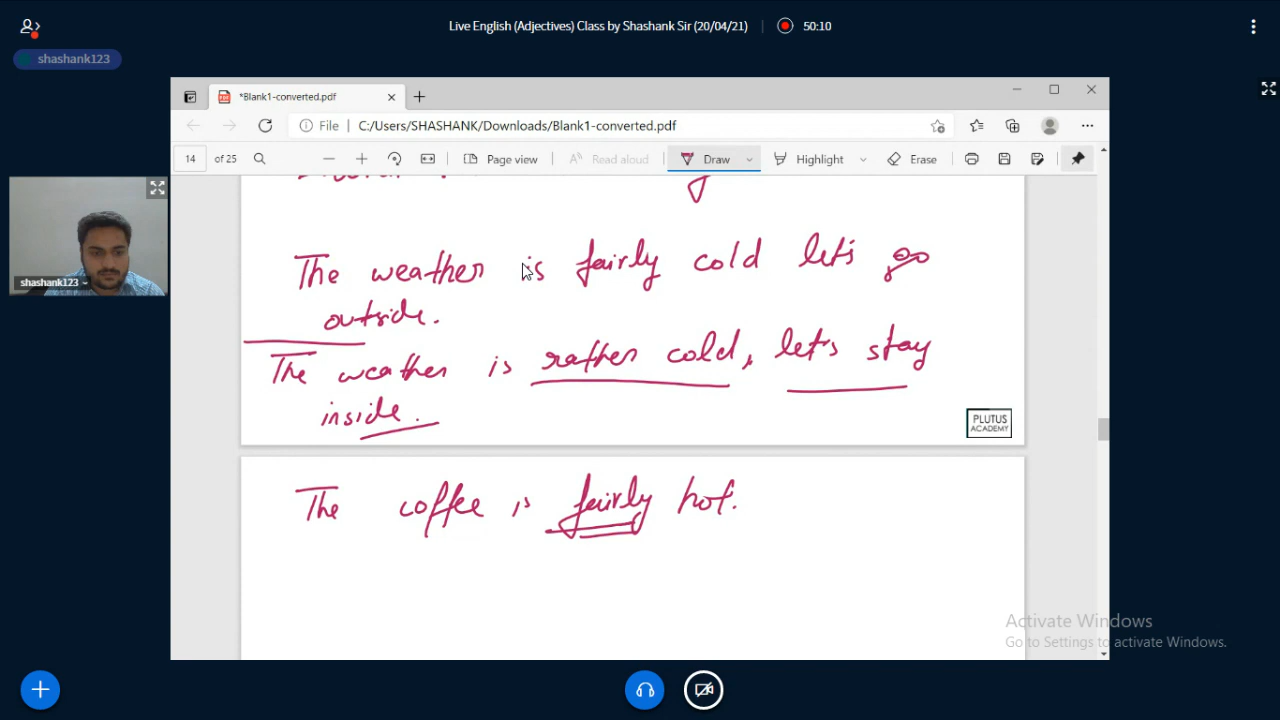 Live English (Adjectives) Class by Shashank Sir (20/04/21)
50:10
shashank123
*Blank1-converted.pdf
File
C:/Users/SHASHANK/Downloads/Blank1-converted.pdf
14 of 25
Page view
Read aloud
Draw
Highlight
Erase
The weather is fairly cold let's go
outside.
The weather is rather cold, let's stay
inside.
PLUTUS
ACADEMY
The coffee is fairly hot.
shashank123
Activate Windows
Go to Settings to activate Windows.